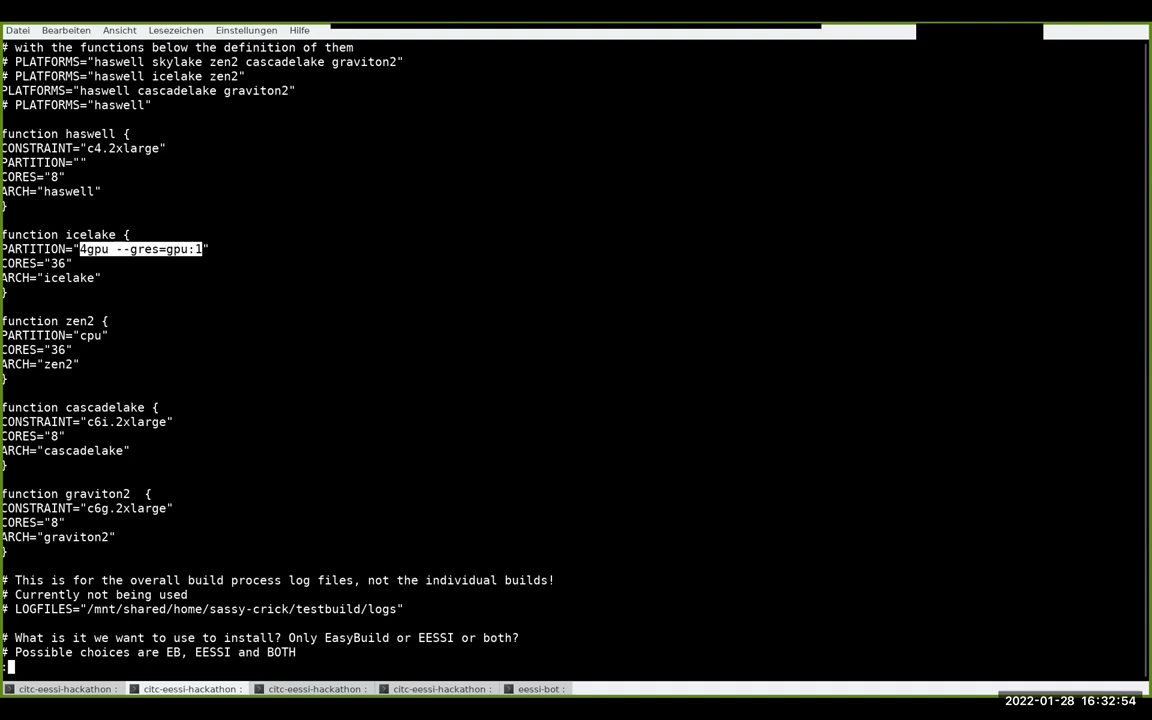 Datei Bearbeiten Ansicht Lesezeichen Einstellungen Hilfe
# with the functions below the definition of them
# PLATFORMS="haswell skylake zen2 cascadelake graviton2"
# PLATFORMS="haswell icelake zen2"
PLATFORMS="haswell cascadelake graviton2"
# PLATFORMS="haswell"
function haswell {
CONSTRAINT="c4.2xlarge"
PARTITION=""
CORES="8"
ARCH="haswell"
}
function icelake {
PARTITION="4gpu --gres=gpu:1"
CORES="36"
ARCH="icelake"
}
function zen2 {
PARTITION="cpu"
CORES="36"
ARCH="zen2"
}
function cascadelake {
CONSTRAINT="c6i.2xlarge"
CORES="8"
ARCH="cascadelake"
}
function graviton2  {
CONSTRAINT="c6g.2xlarge"
CORES="8"
ARCH="graviton2"
}
# This is for the overall build process log files, not the individual builds!
# Currently not being used
# LOGFILES="/mnt/shared/home/sassy-crick/testbuild/logs"
# What is it we want to use to install? Only EasyBuild or EESSI or both?
# Possible choices are EB, EESSI and BOTH
:
citc-eessi-hackathon : citc-eessi-hackathon : citc-eessi-hackathon : citc-eessi-hackathon : eessi-bot :
2022-01-28 16:32:54